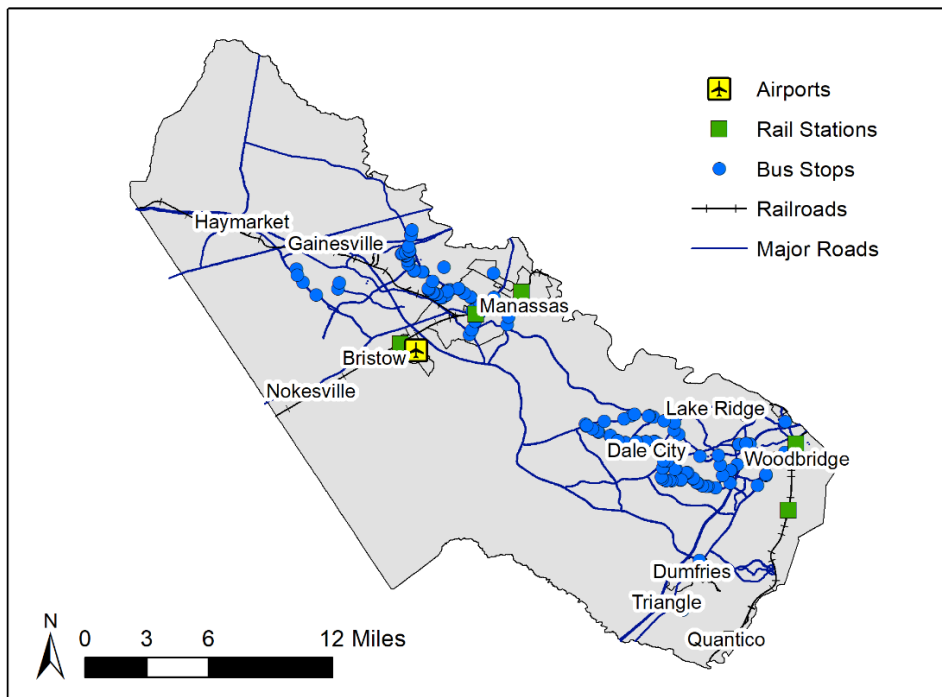 Airports
Rail Stations
Bus Stops
Railroads
Major Roads
Haymarket
Gainesville
Manassas
Bristow
Nokesville
Lake Ridge
Dale City
Woodbridge
Dumfries
Triangle
Quantico
N
0 3 6 12 Miles